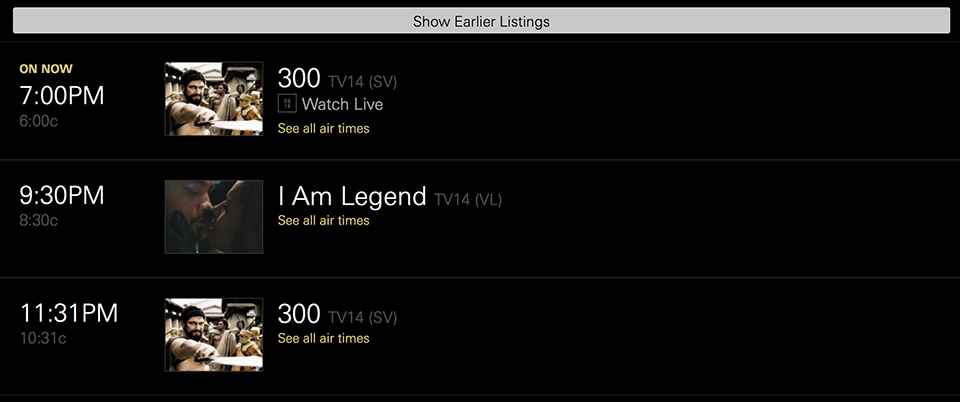 Show Earlier Listings
ON NOW
7:00PM
6:00c
300 TV14 (SV)
Watch Live
See all air times
9:30PM
8:30c
I Am Legend TV14 (VL)
See all air times
11:31PM
10:31c
300 TV14 (SV)
See all air times